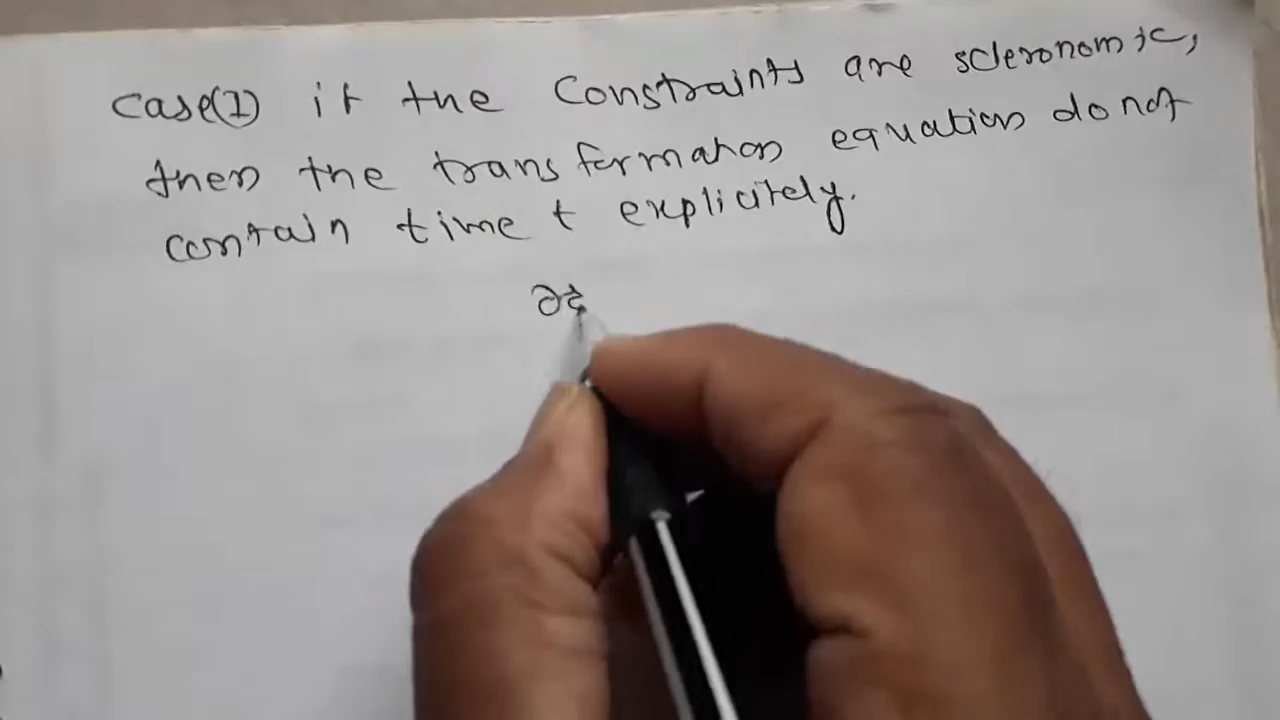 case(I) if the Constraints are scleronomic,
then the transformation equation do not
contain time t explicitely.
∂r̄